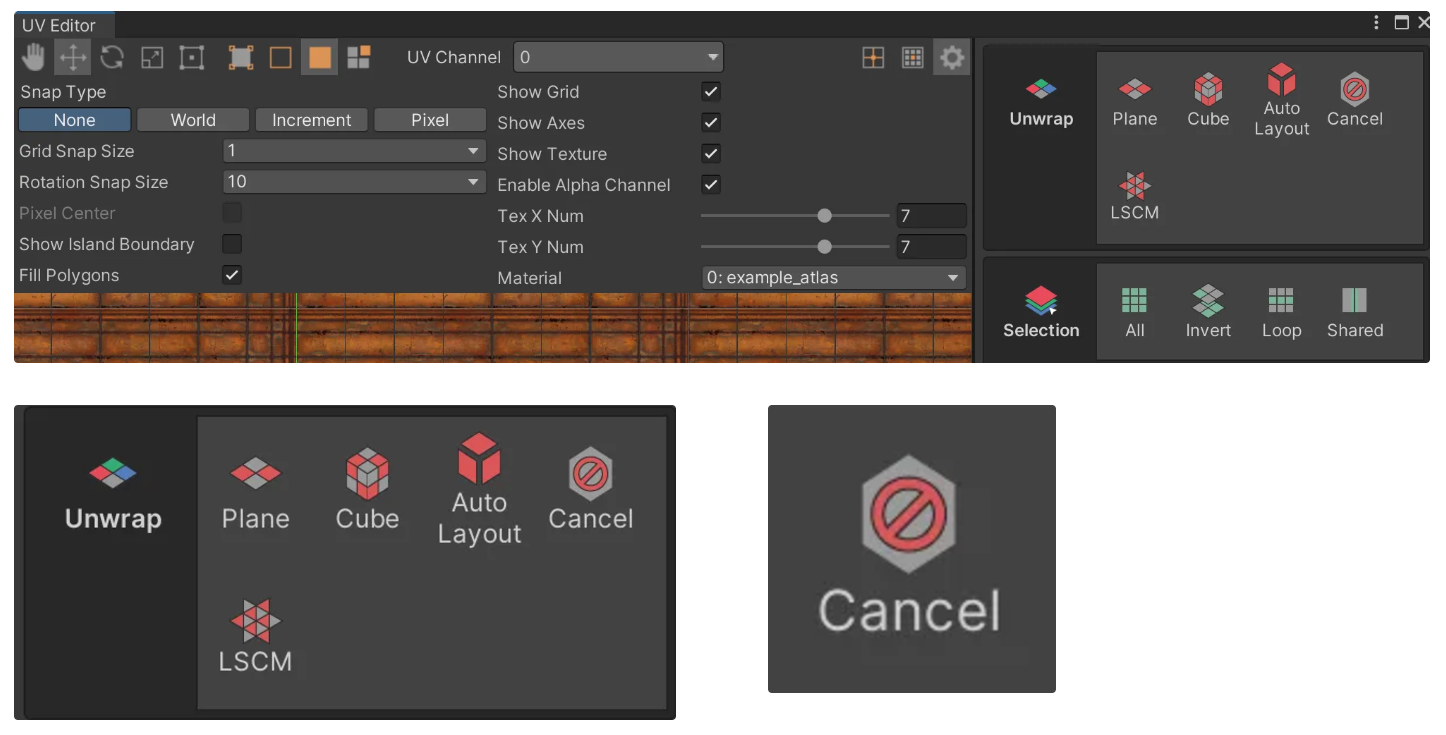 UV Editor
UV Channel 0
Snap Type
None World Increment Pixel
Grid Snap Size 1
Rotation Snap Size 10
Pixel Center
Show Island Boundary
Fill Polygons
Show Grid
Show Axes
Show Texture
Enable Alpha Channel
Tex X Num 7
Tex Y Num 7
Material 0: example_atlas
Unwrap
Plane Cube Auto Layout Cancel
LSCM
Selection
All Invert Loop Shared
Unwrap
Plane Cube Auto Layout Cancel
LSCM
Cancel